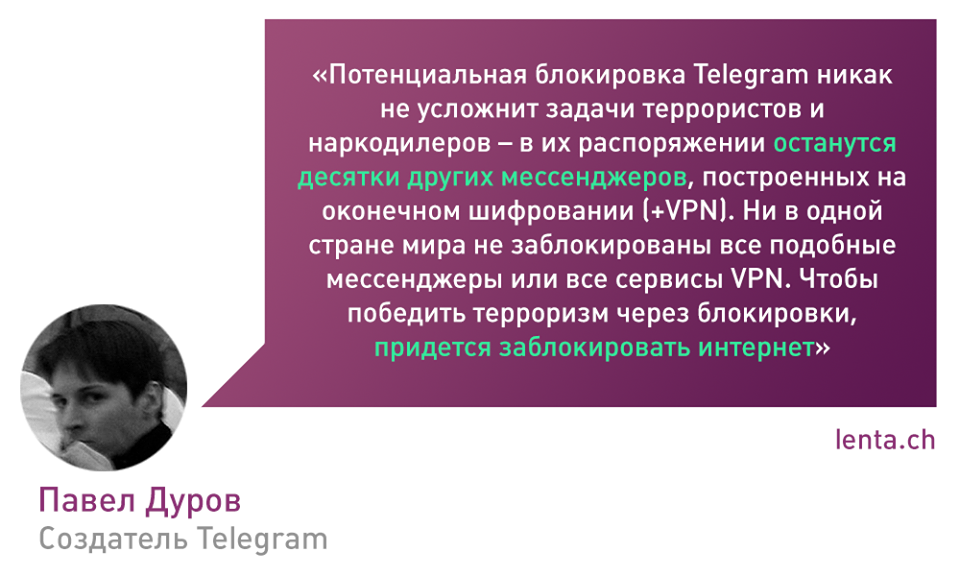 «Потенциальная блокировка Telegram никак
не усложнит задачи террористов и
наркодилеров – в их распоряжении останутся
десятки других мессенджеров, построенных на
оконечном шифровании (+VPN). Ни в одной
стране мира не заблокированы все подобные
мессенджеры или все сервисы VPN. Чтобы
победить терроризм через блокировки,
придется заблокировать интернет»
lenta.ch
Павел Дуров
Создатель Telegram